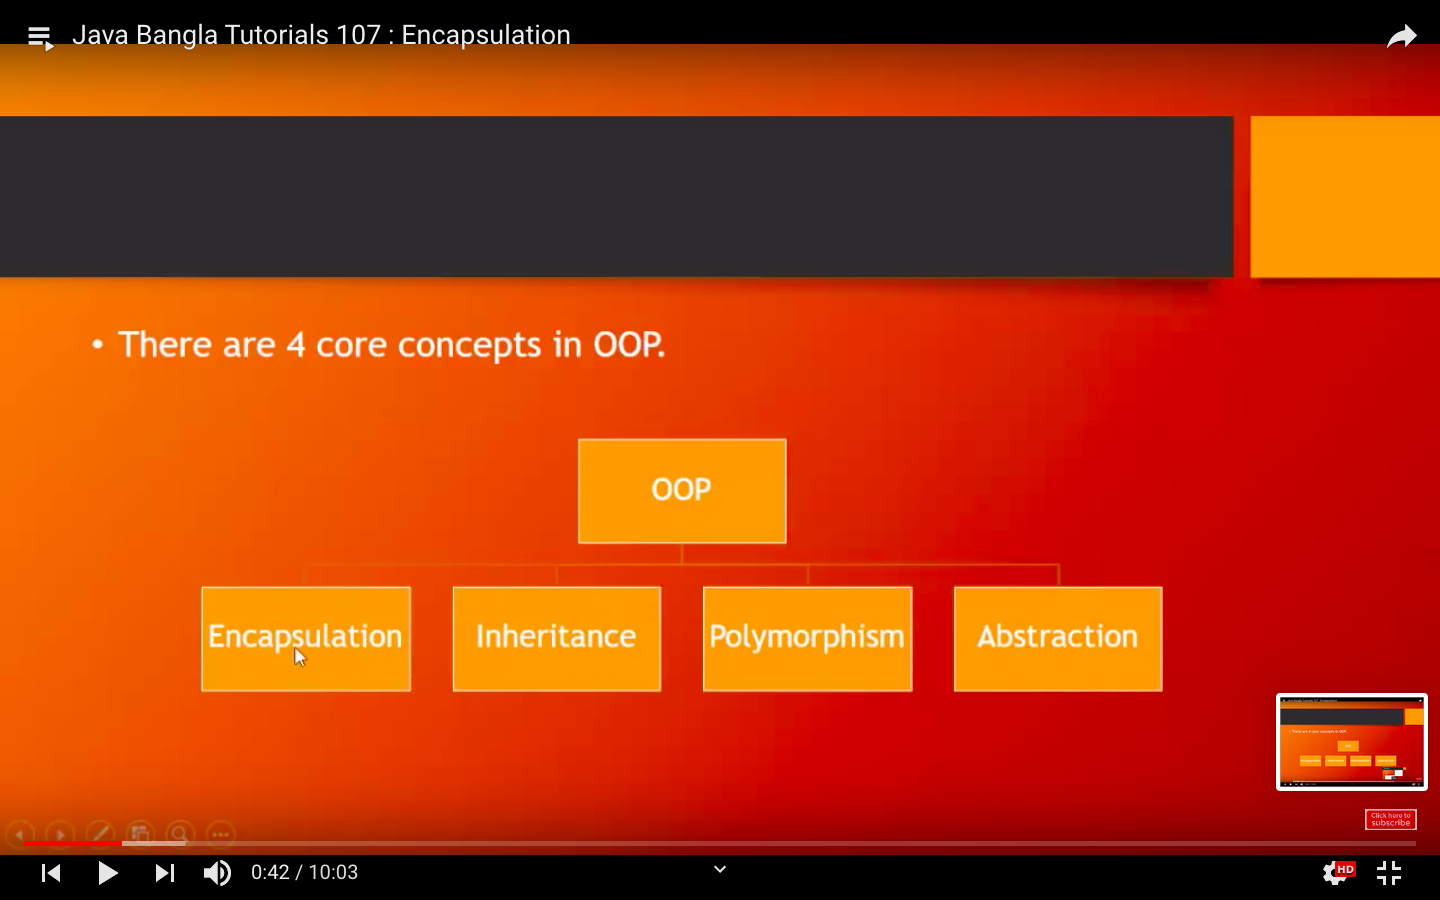 Java Bangla Tutorials 107 : Encapsulation
• There are 4 core concepts in OOP.
OOP
Encapsulation
Inheritance
Polymorphism
Abstraction
Click here to
subscribe
0:42 / 10:03
HD